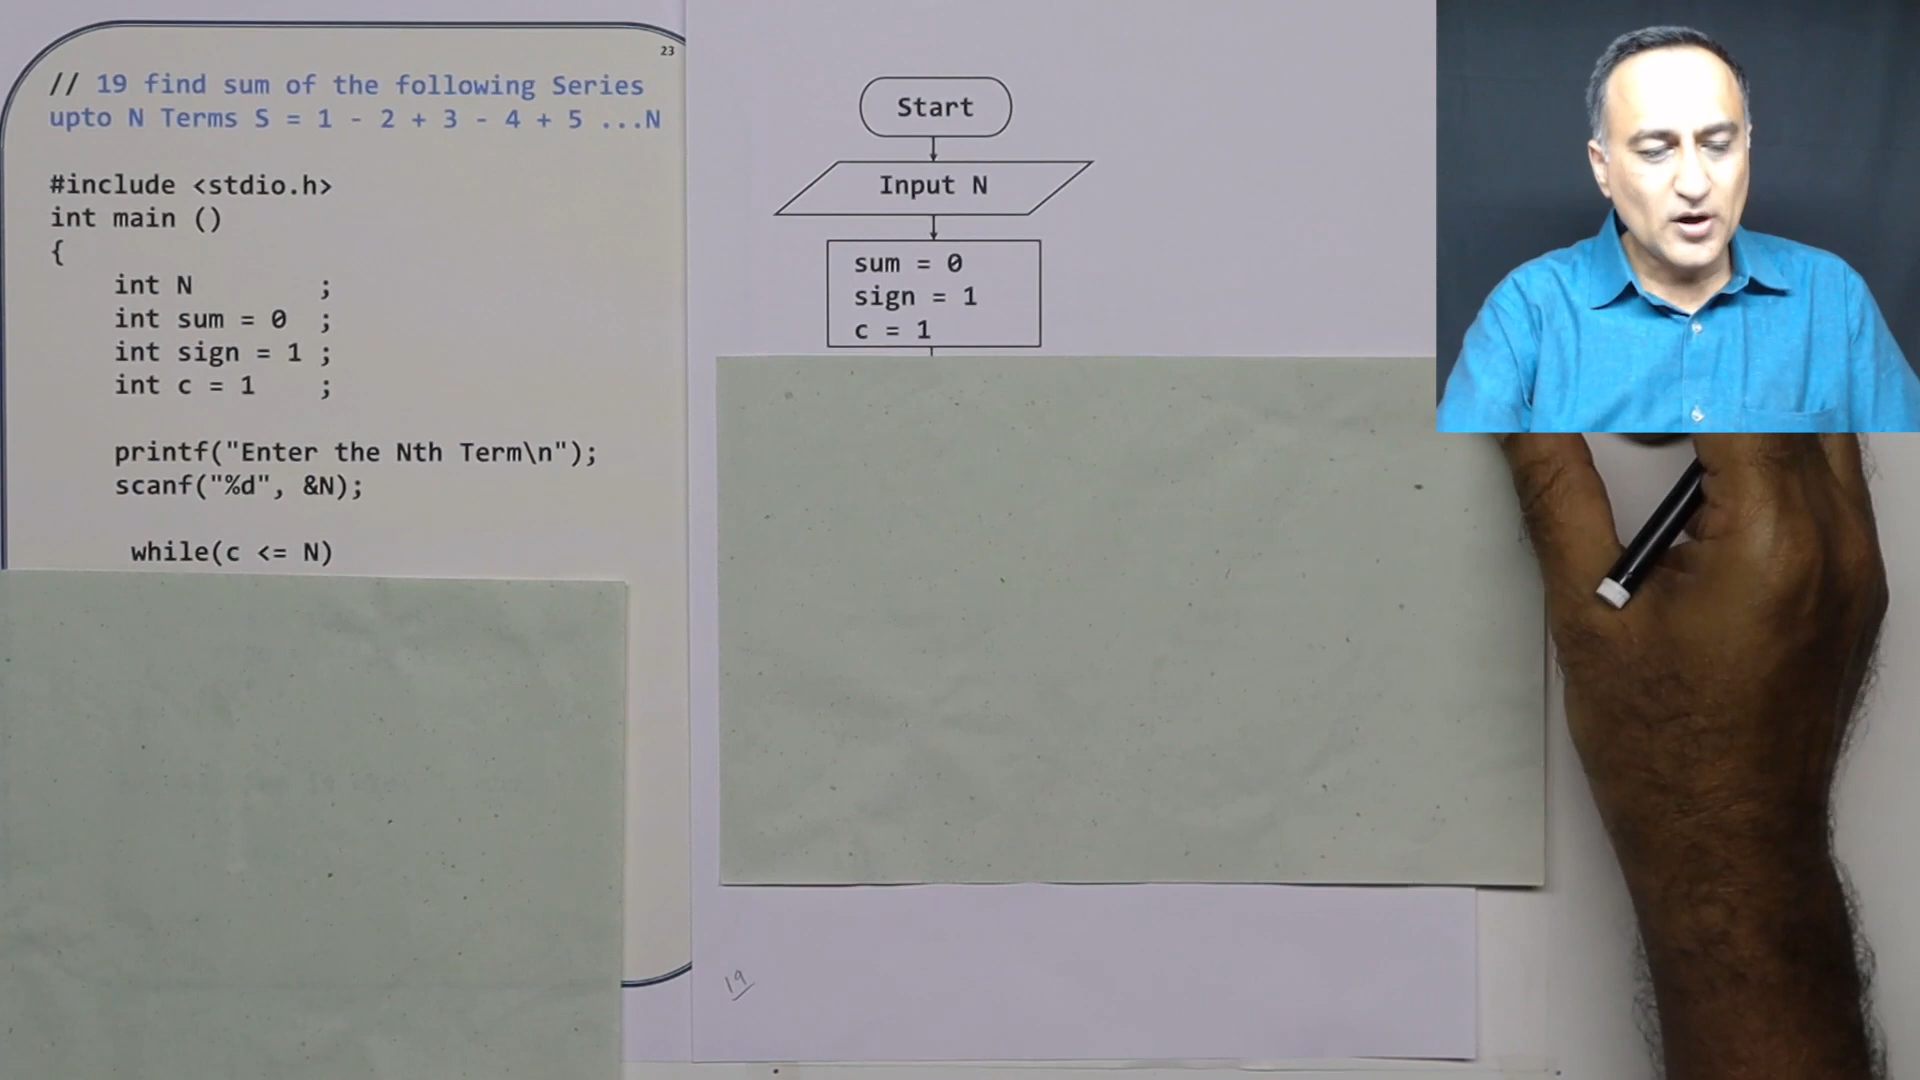 23
// 19 find sum of the following Series
upto N Terms S = 1 - 2 + 3 - 4 + 5 ...N
#include <stdio.h>
int main ()
{
int N ;
int sum = 0 ;
int sign = 1 ;
int c = 1 ;
printf("Enter the Nth Term\n");
scanf("%d", &N);
while(c <= N)
Start
Input N
sum = 0
sign = 1
c = 1
19